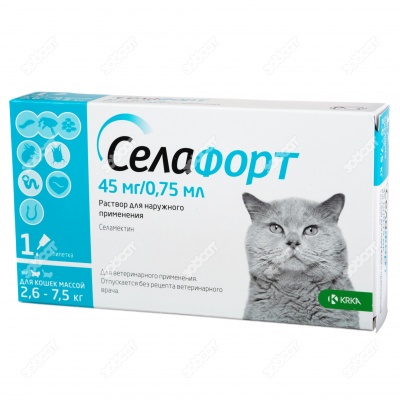 Селафорт
45 мг/0,75 мл
Раствор для наружного
применения
Селамектин
1 пипетка
Для ветеринарного применения.
Отпускается без рецепта ветеринарного
врача.
ДЛЯ КОШЕК МАССОЙ
2,6 - 7,5 кг
KRKA